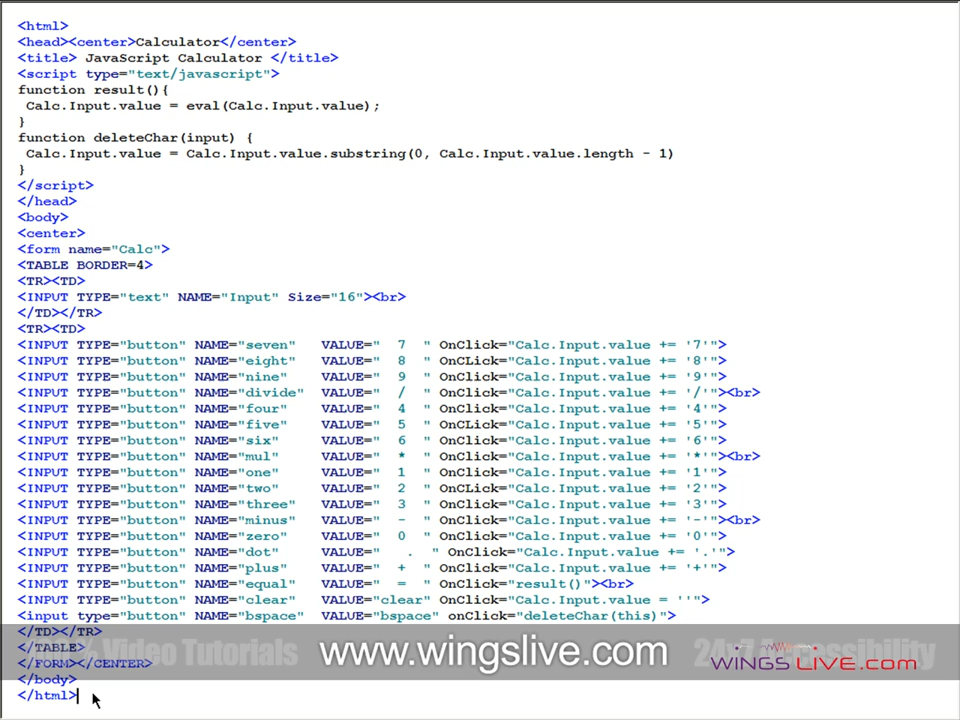 <html>
<head><center>Calculator</center>
<title> JavaScript Calculator </title>
<script type="text/javascript">
function result(){
 Calc.Input.value = eval(Calc.Input.value);
}
function deleteChar(input) {
 Calc.Input.value = Calc.Input.value.substring(0, Calc.Input.value.length - 1)
}
</script>
</head>
<body>
<center>
<form name="Calc">
<TABLE BORDER=4>
<TR><TD>
<INPUT TYPE="text" NAME="Input" Size="16"><br>
</TD></TR>
<TR><TD>
<INPUT TYPE="button" NAME="seven"   VALUE="  7  " OnClick="Calc.Input.value += '7'">
<INPUT TYPE="button" NAME="eight"   VALUE="  8  " OnCLick="Calc.Input.value += '8'">
<INPUT TYPE="button" NAME="nine"    VALUE="  9  " OnClick="Calc.Input.value += '9'">
<INPUT TYPE="button" NAME="divide"  VALUE="  /  " OnClick="Calc.Input.value += '/'"><br>
<INPUT TYPE="button" NAME="four"    VALUE="  4  " OnClick="Calc.Input.value += '4'">
<INPUT TYPE="button" NAME="five"    VALUE="  5  " OnCLick="Calc.Input.value += '5'">
<INPUT TYPE="button" NAME="six"     VALUE="  6  " OnClick="Calc.Input.value += '6'">
<INPUT TYPE="button" NAME="mul"     VALUE="  *  " OnClick="Calc.Input.value += '*'"><br>
<INPUT TYPE="button" NAME="one"     VALUE="  1  " OnClick="Calc.Input.value += '1'">
<INPUT TYPE="button" NAME="two"     VALUE="  2  " OnCLick="Calc.Input.value += '2'">
<INPUT TYPE="button" NAME="three"   VALUE="  3  " OnClick="Calc.Input.value += '3'">
<INPUT TYPE="button" NAME="minus"   VALUE="  -  " OnClick="Calc.Input.value += '-'"><br>
<INPUT TYPE="button" NAME="zero"    VALUE="  0  " OnClick="Calc.Input.value += '0'">
<INPUT TYPE="button" NAME="dot"     VALUE="   .  " OnClick="Calc.Input.value += '.'">
<INPUT TYPE="button" NAME="plus"    VALUE="  +  " OnClick="Calc.Input.value += '+'">
<INPUT TYPE="button" NAME="equal"   VALUE="  =  " OnClick="result()"><br>
<INPUT TYPE="button" NAME="clear"   VALUE="clear" OnClick="Calc.Input.value = ''">
<input type="button" NAME="bspace"  VALUE="bspace" onClick="deleteChar(this)">
</TD></TR>
</TABLE>
Video Tutorials www.wingslive.com WINGS LIVE.com
</FORM></CENTER>
</body>
</html>